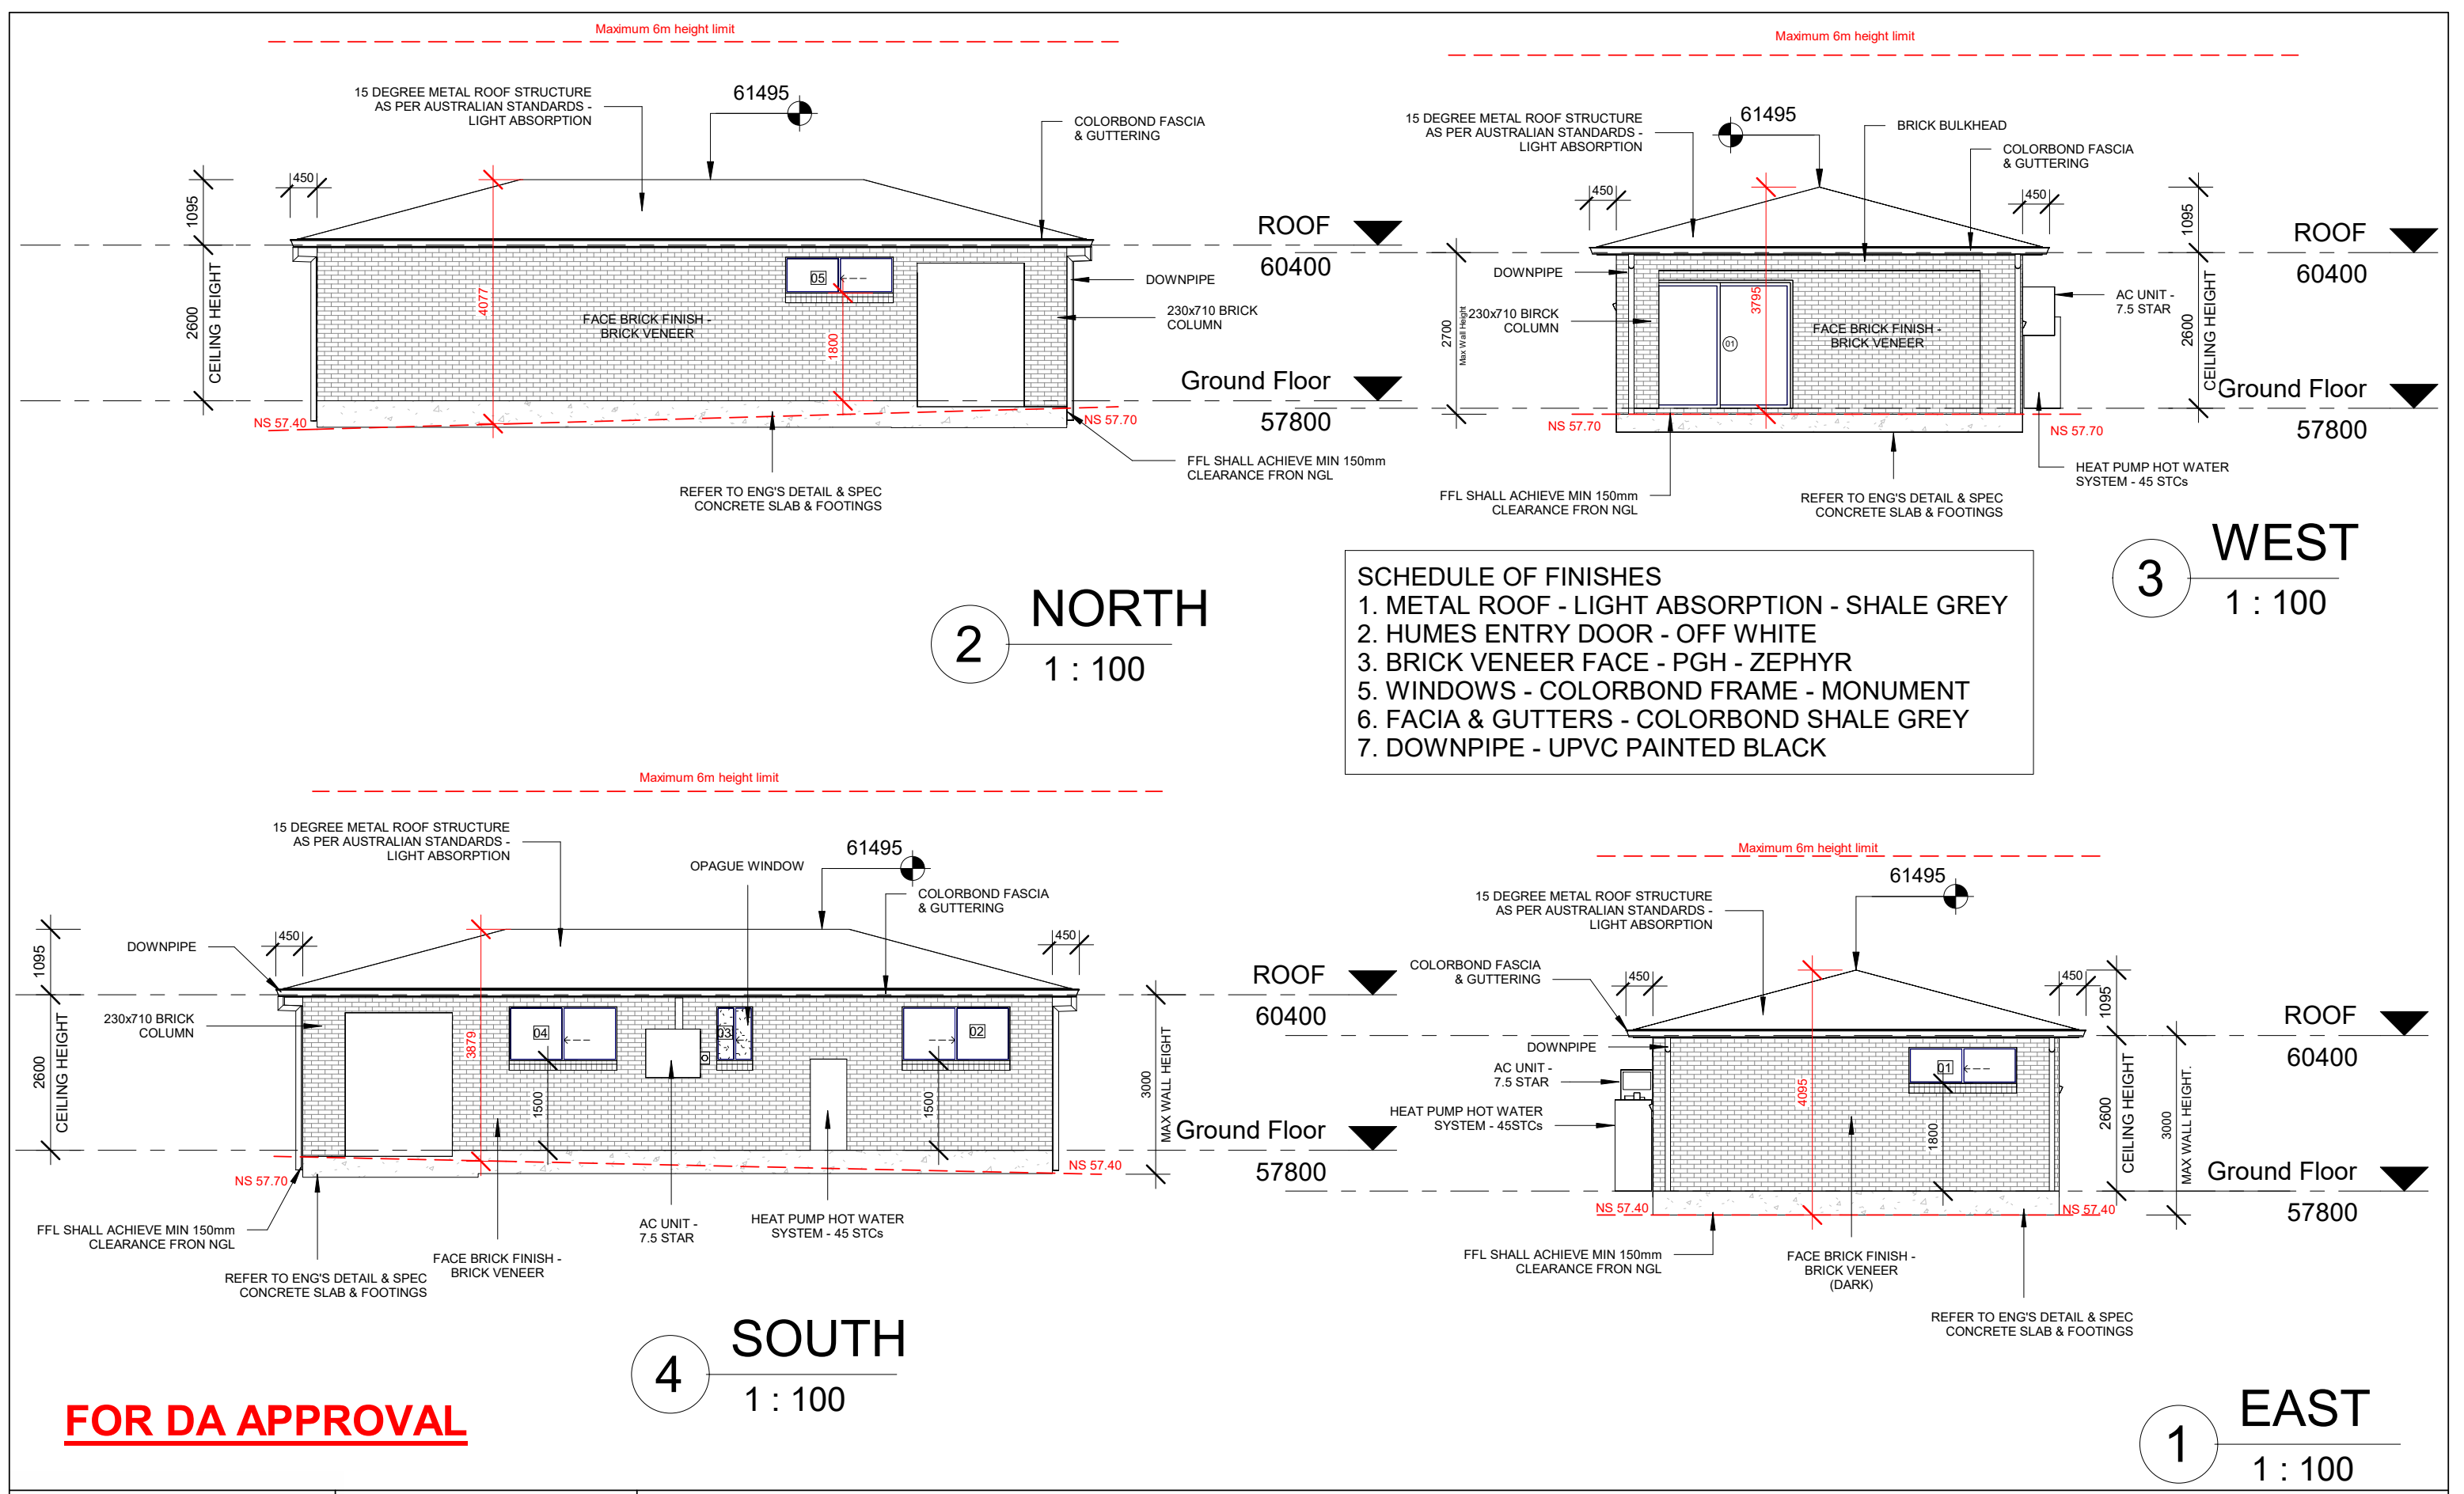 Maximum 6m height limit
15 DEGREE METAL ROOF STRUCTURE
AS PER AUSTRALIAN STANDARDS -
LIGHT ABSORPTION
61495
COLORBOND FASCIA
& GUTTERING
450
1095
2600
CEILING HEIGHT
4077
05
1800
FACE BRICK FINISH -
BRICK VENEER
ROOF
60400
DOWNPIPE
230x710 BRICK
COLUMN
Ground Floor
57800
NS 57.40
NS 57.70
FFL SHALL ACHIEVE MIN 150mm
CLEARANCE FRON NGL
REFER TO ENG'S DETAIL & SPEC
CONCRETE SLAB & FOOTINGS
2
NORTH
1 : 100
Maximum 6m height limit
15 DEGREE METAL ROOF STRUCTURE
AS PER AUSTRALIAN STANDARDS -
LIGHT ABSORPTION
61495
BRICK BULKHEAD
COLORBOND FASCIA
& GUTTERING
450
450
1095
ROOF
60400
DOWNPIPE
230x710 BIRCK
COLUMN
2700
Max Wall Height
3795
01
FACE BRICK FINISH -
BRICK VENEER
AC UNIT -
7.5 STAR
2600
CEILING HEIGHT
Ground Floor
57800
NS 57.70
NS 57.70
HEAT PUMP HOT WATER
SYSTEM - 45 STCs
FFL SHALL ACHIEVE MIN 150mm
CLEARANCE FRON NGL
REFER TO ENG'S DETAIL & SPEC
CONCRETE SLAB & FOOTINGS
3
WEST
1 : 100
SCHEDULE OF FINISHES
1. METAL ROOF - LIGHT ABSORPTION - SHALE GREY
2. HUMES ENTRY DOOR - OFF WHITE
3. BRICK VENEER FACE - PGH - ZEPHYR
5. WINDOWS - COLORBOND FRAME - MONUMENT
6. FACIA & GUTTERS - COLORBOND SHALE GREY
7. DOWNPIPE - UPVC PAINTED BLACK
Maximum 6m height limit
15 DEGREE METAL ROOF STRUCTURE
AS PER AUSTRALIAN STANDARDS -
LIGHT ABSORPTION
OPAGUE WINDOW
61495
COLORBOND FASCIA
& GUTTERING
DOWNPIPE
450
450
1095
230x710 BRICK
COLUMN
2600
CEILING HEIGHT
3879
04
03
02
1500
1500
3000
MAX WALL HEIGHT
ROOF
60400
Ground Floor
57800
NS 57.70
NS 57.40
FFL SHALL ACHIEVE MIN 150mm
CLEARANCE FRON NGL
REFER TO ENG'S DETAIL & SPEC
CONCRETE SLAB & FOOTINGS
FACE BRICK FINISH -
BRICK VENEER
AC UNIT -
7.5 STAR
HEAT PUMP HOT WATER
SYSTEM - 45 STCs
4
SOUTH
1 : 100
Maximum 6m height limit
15 DEGREE METAL ROOF STRUCTURE
AS PER AUSTRALIAN STANDARDS -
LIGHT ABSORPTION
61495
COLORBOND FASCIA
& GUTTERING
450
450
1095
DOWNPIPE
AC UNIT -
7.5 STAR
HEAT PUMP HOT WATER
SYSTEM - 45STCs
4095
01
1800
2600
CEILING HEIGHT
3000
MAX WALL HEIGHT.
ROOF
60400
Ground Floor
57800
NS 57.40
NS 57.40
FFL SHALL ACHIEVE MIN 150mm
CLEARANCE FRON NGL
FACE BRICK FINISH -
BRICK VENEER
(DARK)
REFER TO ENG'S DETAIL & SPEC
CONCRETE SLAB & FOOTINGS
1
EAST
1 : 100
FOR DA APPROVAL